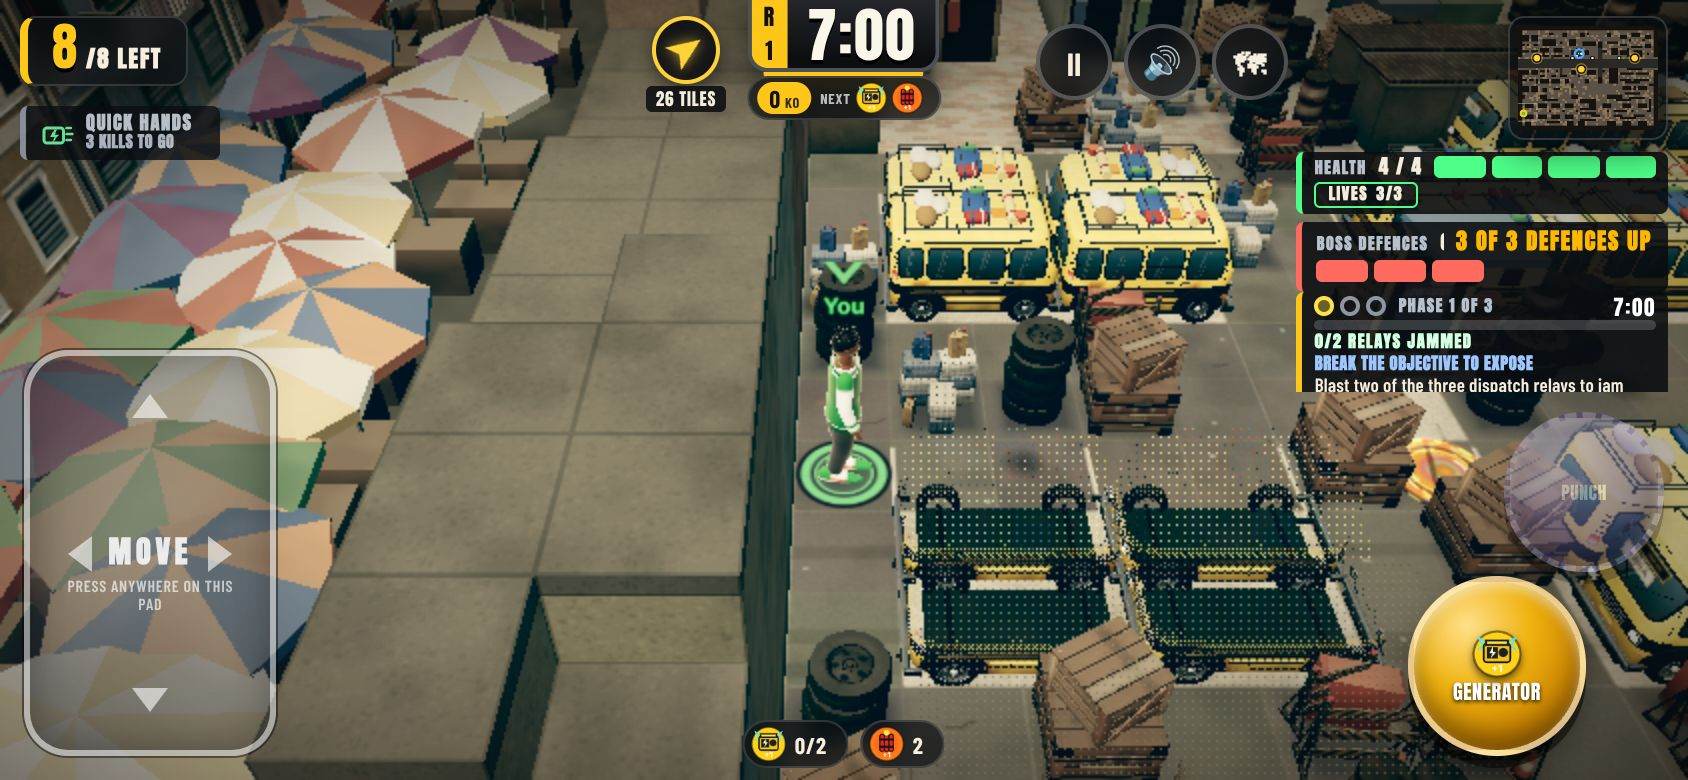 8 /8 LEFT
QUICK HANDS
3 KILLS TO GO
26 TILES
R
1
7:00
0 KO NEXT
HEALTH 4 / 4
LIVES 3/3
BOSS DEFENCES 3 OF 3 DEFENCES UP
PHASE 1 OF 3 7:00
0/2 RELAYS JAMMED
BREAK THE OBJECTIVE TO EXPOSE
Blast two of the three dispatch relays to jam
You
MOVE
PRESS ANYWHERE ON THIS
PAD
PUNCH
GENERATOR
0/2
2